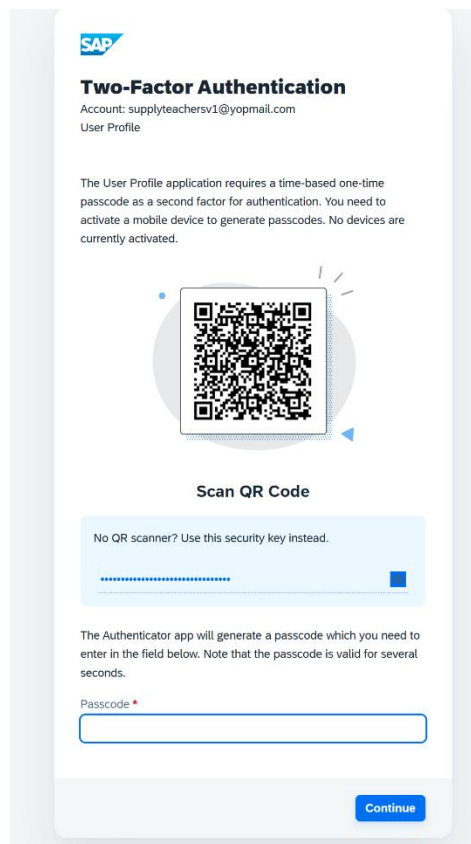 SAP
Two-Factor Authentication
Account: supplyteachersv1@yopmail.com
User Profile
The User Profile application requires a time-based one-time
passcode as a second factor for authentication. You need to
activate a mobile device to generate passcodes. No devices are
currently activated.
Scan QR Code
No QR scanner? Use this security key instead.
The Authenticator app will generate a passcode which you need to
enter in the field below. Note that the passcode is valid for several
seconds.
Passcode *
Continue